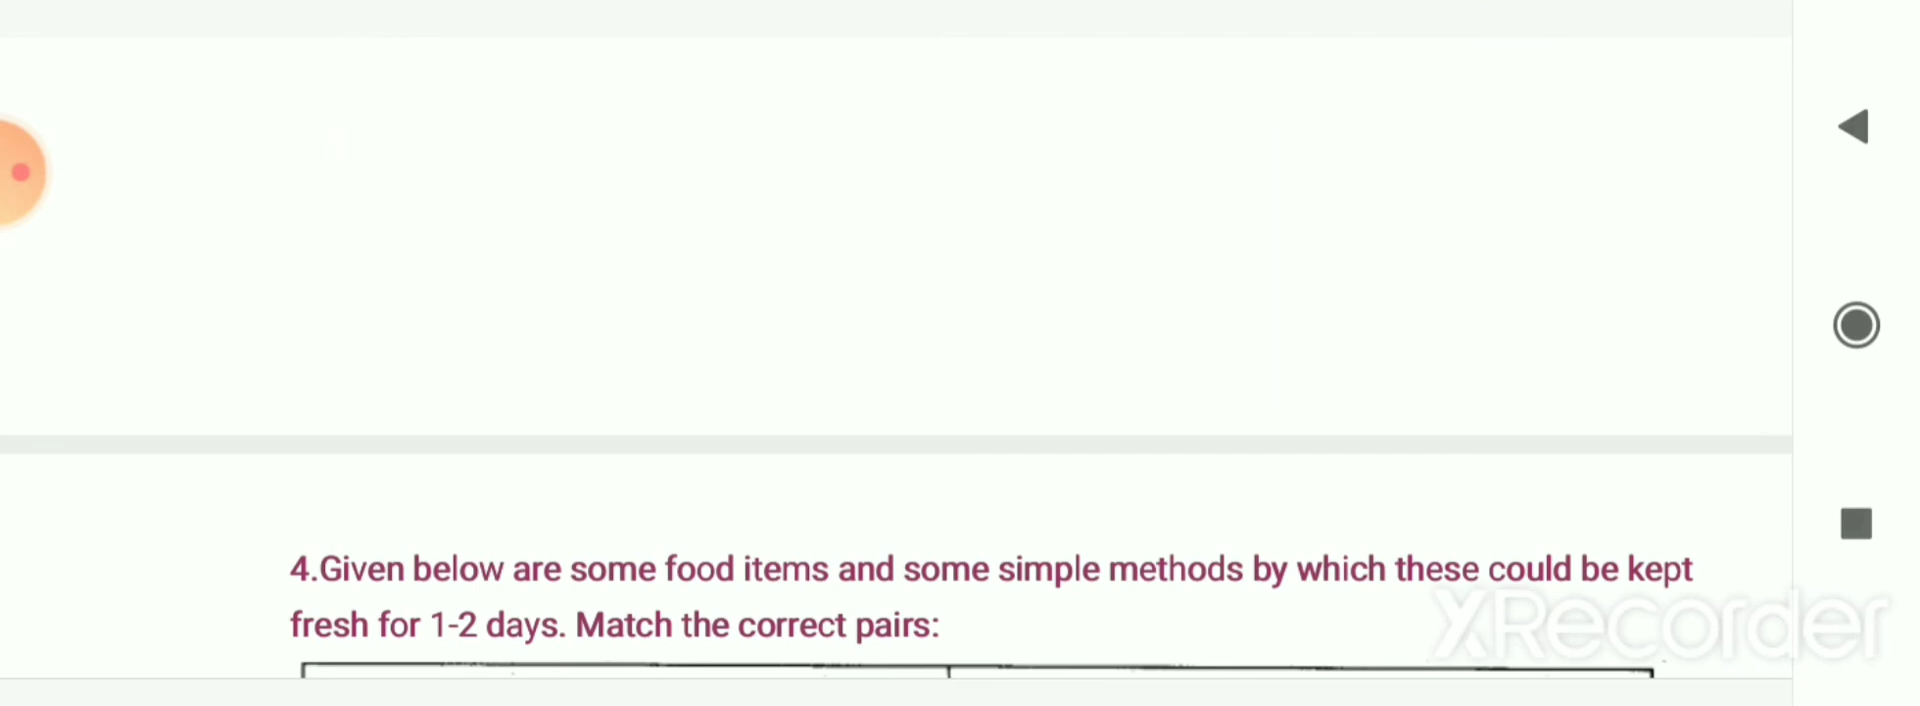 4.Given below are some food items and some simple methods by which these could be kept
fresh for 1-2 days. Match the correct pairs:
XRecorder